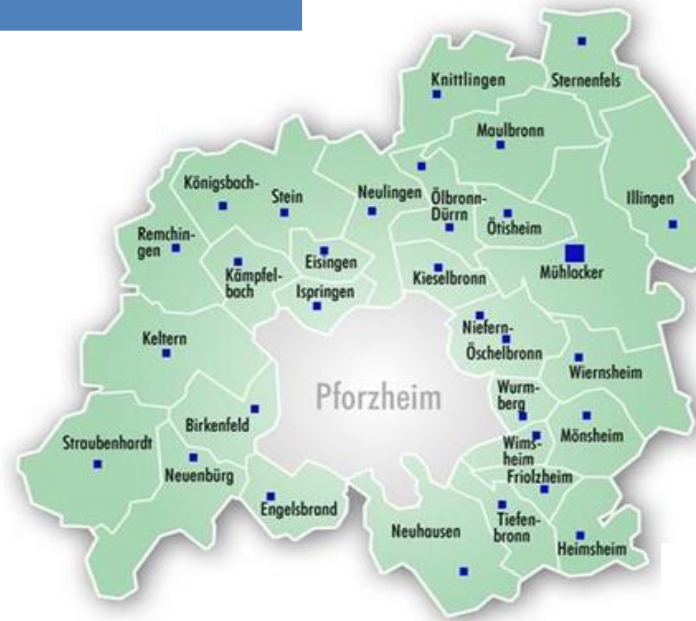 Knittlingen
Sternenfels
Maulbronn
Königsbach-
Stein
Neulingen
Ölbronn-
Dürrn
Illingen
Ötisheim
Remchin-
gen
Eisingen
Kämpfel-
bach
Kieselbronn
Mühlacker
Ispringen
Keltern
Niefern-
Öschelbronn
Wiernsheim
Pforzheim
Wurm-
berg
Birkenfeld
Mönsheim
Straubenhardt
Wims-
heim
Neuenbürg
Friolzheim
Engelsbrand
Neuhausen
Tiefen-
bronn
Heimsheim